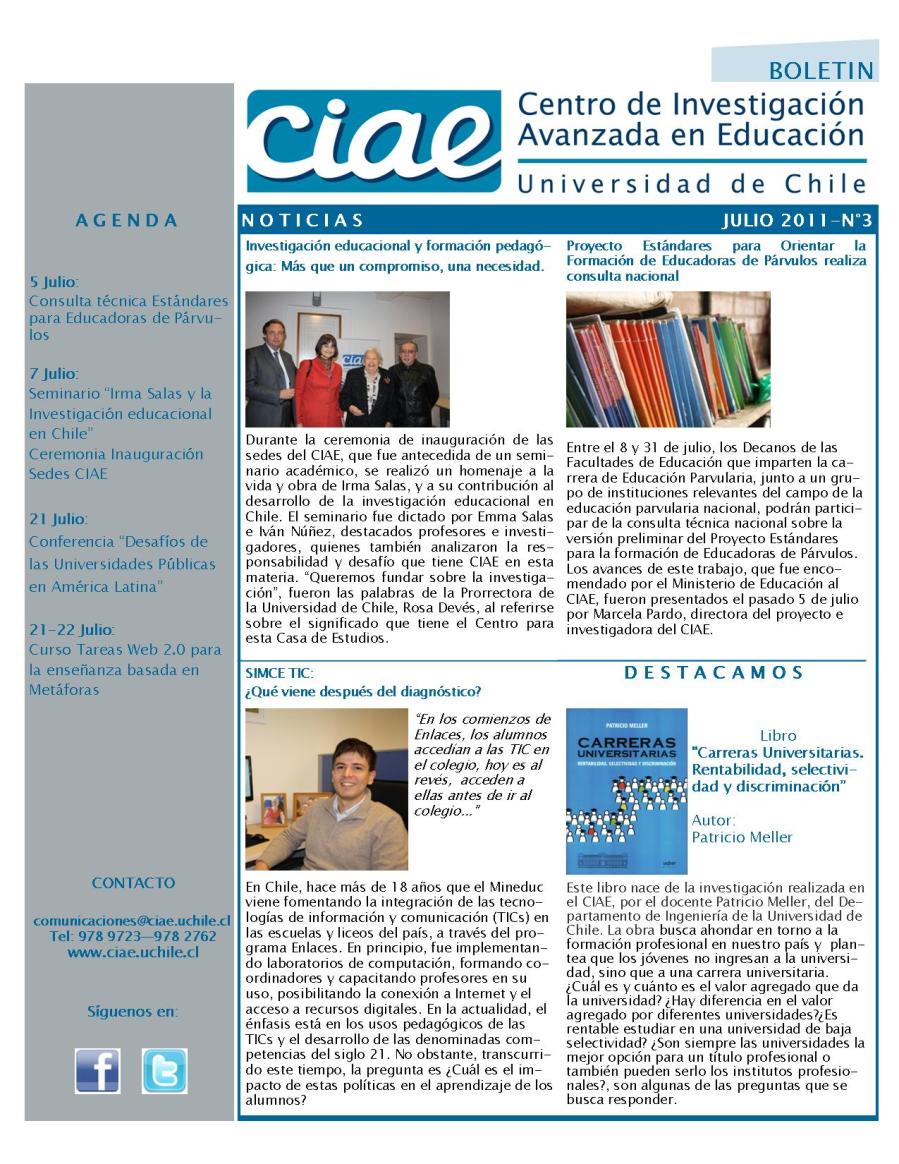 BOLETIN
ciae
Centro de Investigación
Avanzada en Educación
Universidad de Chile
AGENDA
5 Julio:
Consulta técnica Estándares
para Educadoras de Párvu-
los
7 Julio:
Seminario “Irma Salas y la
Investigación educacional
en Chile”
Ceremonia Inauguración
Sedes CIAE
21 Julio:
Conferencia “Desafíos de
las Universidades Públicas
en América Latina”
21-22 Julio:
Curso Tareas Web 2.0 para
la enseñanza basada en
Metáforas
CONTACTO
comunicaciones@ciae.uchile.cl
Tel: 978 9723—978 2762
www.ciae.uchile.cl
Síguenos en:
NOTICIAS JULIO 2011-N°3
Investigación educacional y formación pedagó-
gica: Más que un compromiso, una necesidad.
ciae
Durante la ceremonia de inauguración de las
sedes del CIAE, que fue antecedida de un semi-
nario académico, se realizó un homenaje a la
vida y obra de Irma Salas, y a su contribución al
desarrollo de la investigación educacional en
Chile. El seminario fue dictado por Emma Salas
e Iván Núñez, destacados profesores e investi-
gadores, quienes también analizaron la res-
ponsabilidad y desafío que tiene CIAE en esta
materia. “Queremos fundar sobre la investiga-
ción”, fueron las palabras de la Prorrectora de
la Universidad de Chile, Rosa Devés, al referirse
sobre el significado que tiene el Centro para
esta Casa de Estudios.
Proyecto Estándares para Orientar la
Formación de Educadoras de Párvulos realiza
consulta nacional
Entre el 8 y 31 de julio, los Decanos de las
Facultades de Educación que imparten la ca-
rrera de Educación Parvularia, junto a un gru-
po de instituciones relevantes del campo de la
educación parvularia nacional, podrán partici-
par de la consulta técnica nacional sobre la
versión preliminar del Proyecto Estándares
para la formación de Educadoras de Párvulos.
Los avances de este trabajo, que fue enco-
mendado por el Ministerio de Educación al
CIAE, fueron presentados el pasado 5 de julio
por Marcela Pardo, directora del proyecto e
investigadora del CIAE.
SIMCE TIC:
¿Qué viene después del diagnóstico?
“En los comienzos de
Enlaces, los alumnos
accedían a las TIC en
el colegio, hoy es al
revés, acceden a
ellas antes de ir al
colegio...”
En Chile, hace más de 18 años que el Mineduc
viene fomentando la integración de las tecno-
logías de información y comunicación (TICs) en
las escuelas y liceos del país, a través del pro-
grama Enlaces. En principio, fue implementan-
do laboratorios de computación, formando co-
ordinadores y capacitando profesores en su
uso, posibilitando la conexión a Internet y el
acceso a recursos digitales. En la actualidad, el
énfasis está en los usos pedagógicos de las
TICs y el desarrollo de las denominadas com-
petencias del siglo 21. No obstante, transcurri-
do este tiempo, la pregunta es ¿Cuál es el im-
pacto de estas políticas en el aprendizaje de los
alumnos?
DESTACAMOS
PATRICIO MELLER
CARRERAS
UNIVERSITARIAS
RENTABILIDAD, SELECTIVIDAD Y DISCRIMINACIÓN
Libro
"Carreras Universitarias.
Rentabilidad, selectivi-
dad y discriminación”
Autor:
Patricio Meller
Este libro nace de la investigación realizada en
el CIAE, por el docente Patricio Meller, del De-
partamento de Ingeniería de la Universidad de
Chile. La obra busca ahondar en torno a la
formación profesional en nuestro país y plan-
tea que los jóvenes no ingresan a la universi-
dad, sino que a una carrera universitaria.
¿Cuál es y cuánto es el valor agregado que da
la universidad? ¿Hay diferencia en el valor
agregado por diferentes universidades?¿Es
rentable estudiar en una universidad de baja
selectividad? ¿Son siempre las universidades la
mejor opción para un título profesional o
también pueden serlo los institutos profesio-
nales?, son algunas de las preguntas que se
busca responder.